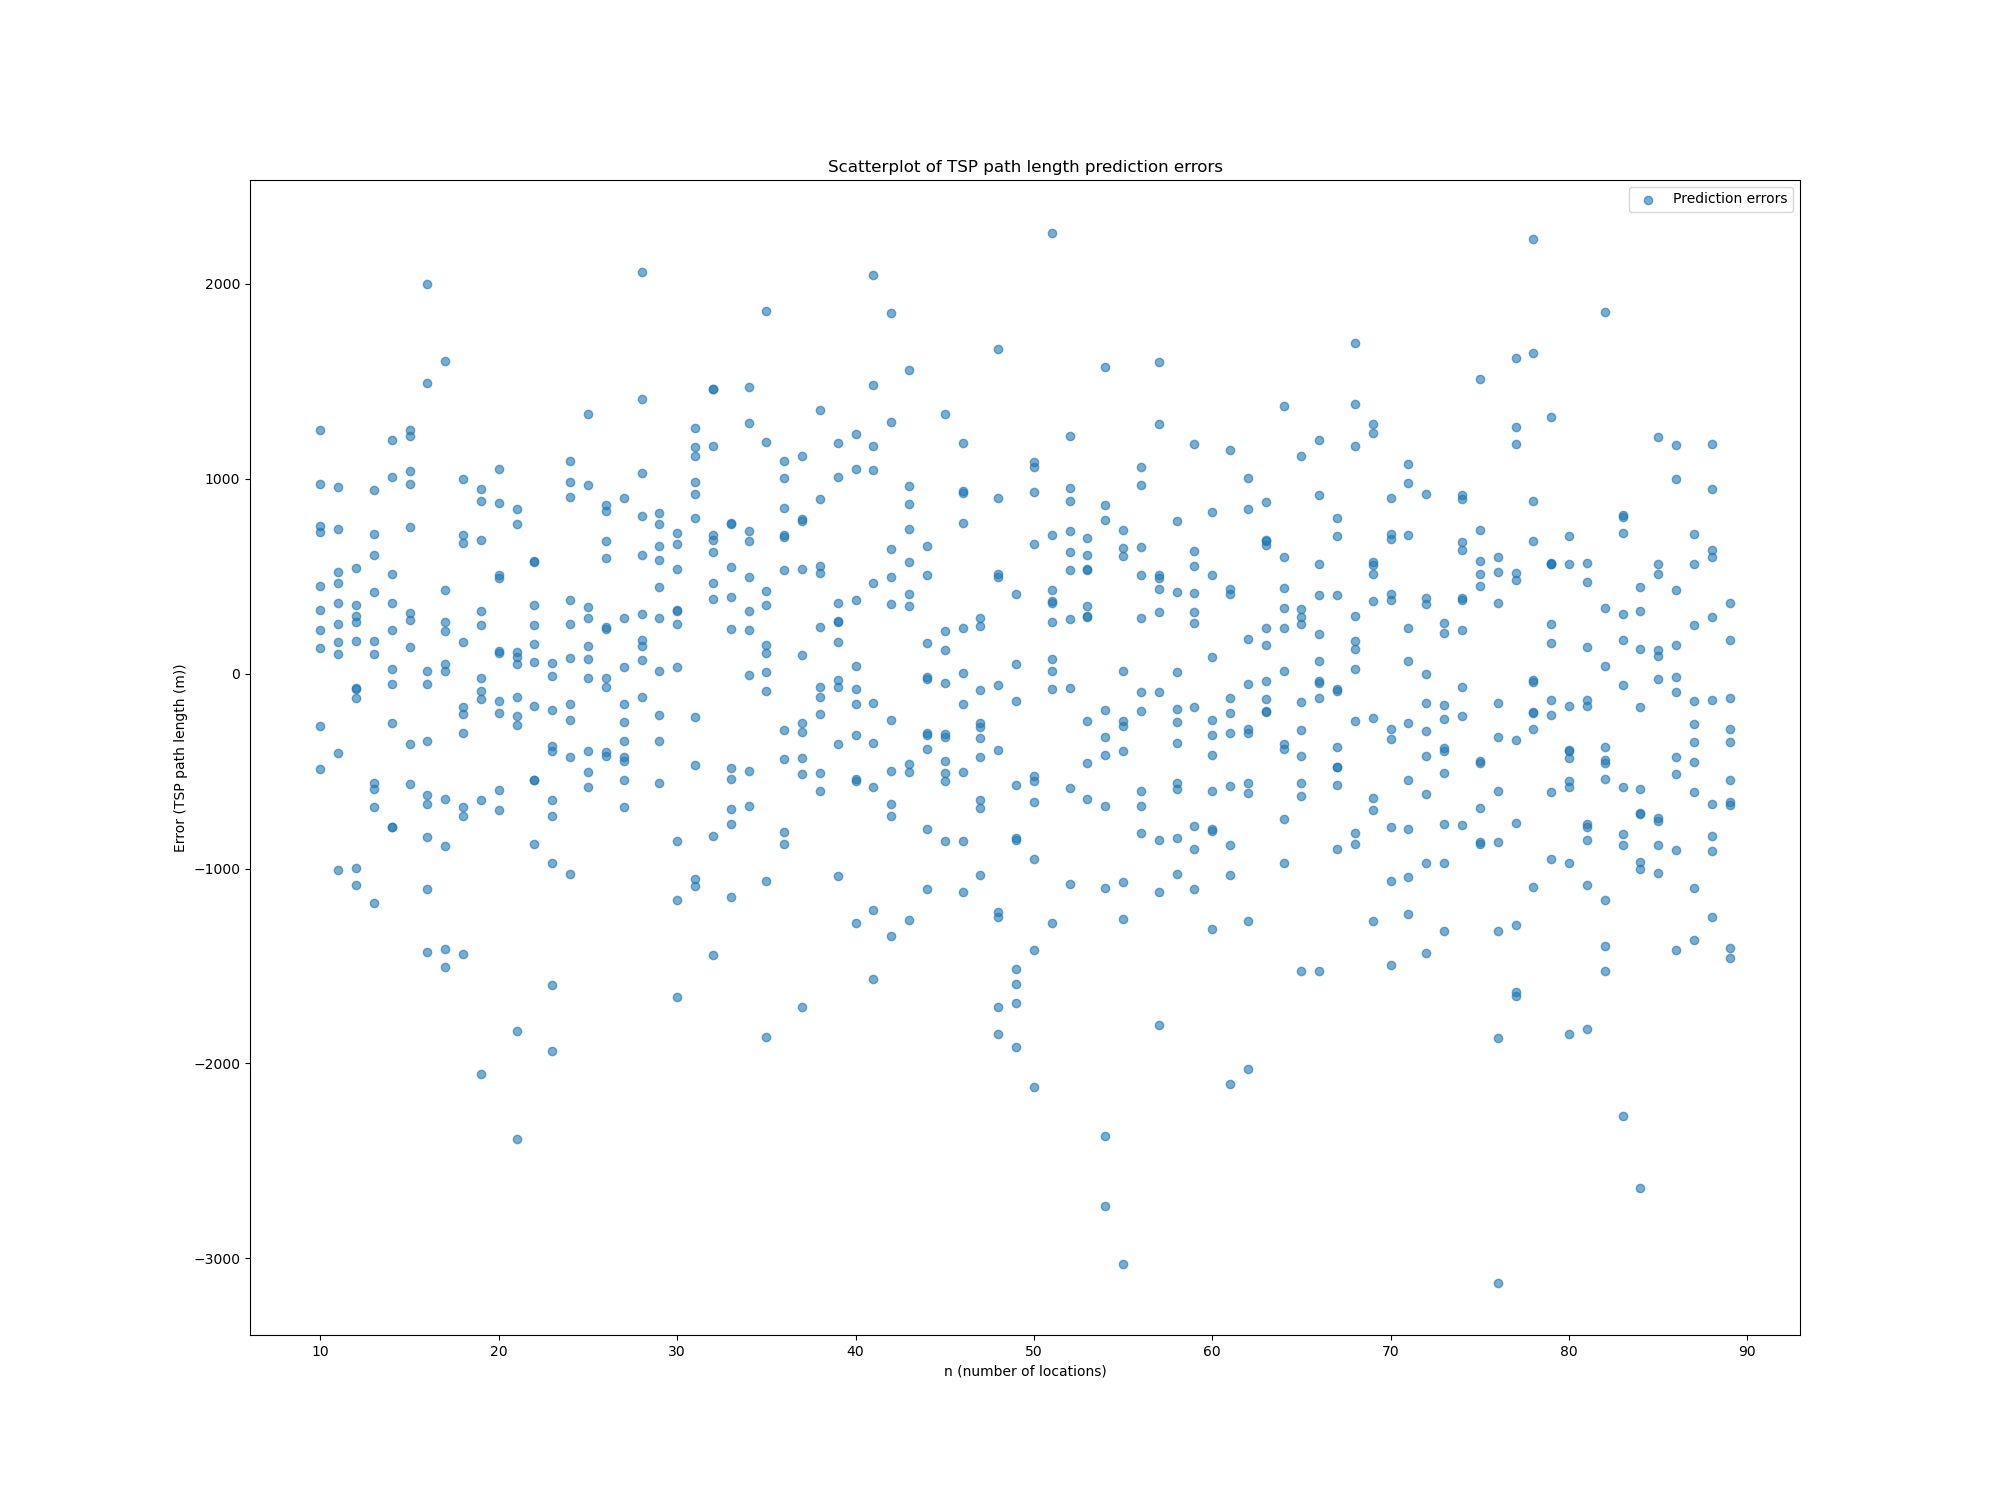 Scatterplot of TSP path length prediction errors
Prediction errors
2000
1000
0
−1000
−2000
−3000
Error (TSP path length (m))
10 20 30 40 50 60 70 80 90
n (number of locations)